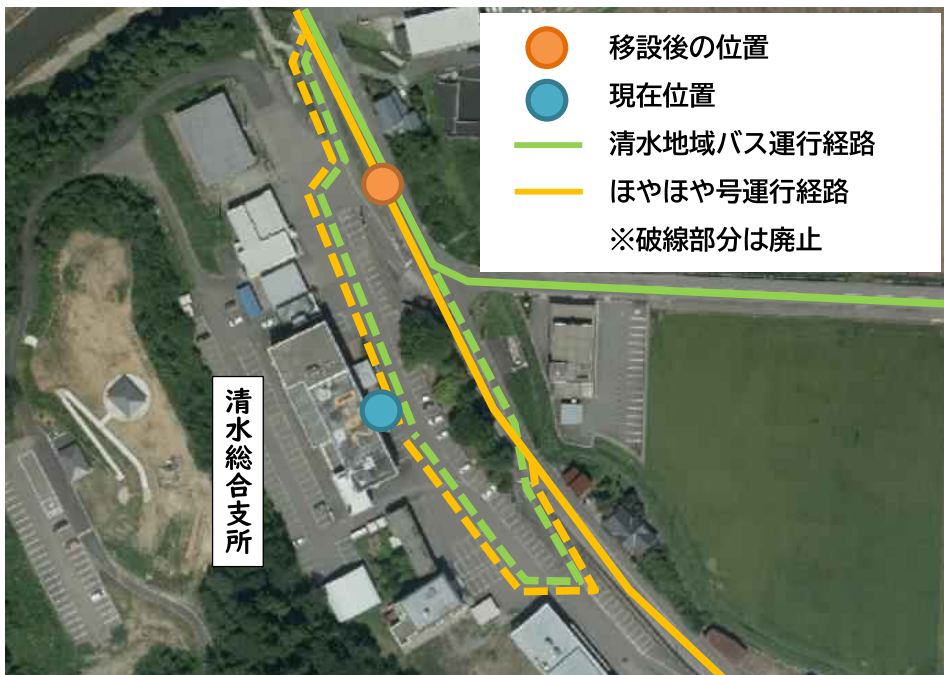 移設後の位置
現在位置
清水地域バス運行経路
ほやほや号運行経路
※破線部分は廃止
清水総合支所